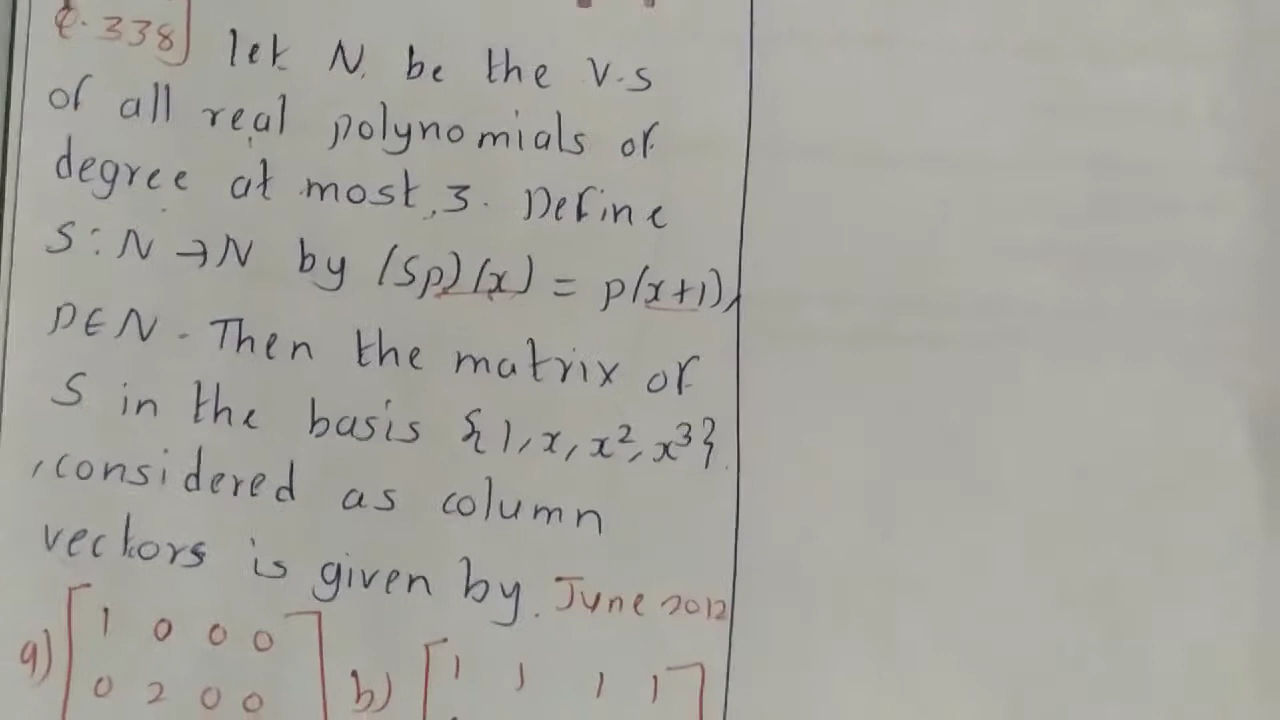 Q.338] let N. be the V.S
of all real polynomials of
degree at most, 3. Define
S:N→N by (Sp)(x) = p(x+1),
p∈N. Then the matrix of
S in the basis {1,x,x²,x³}
,considered as column
vectors is given by. June 2012
a) [1 0 0 0
0 2 0 0
b) [1 1 1 1